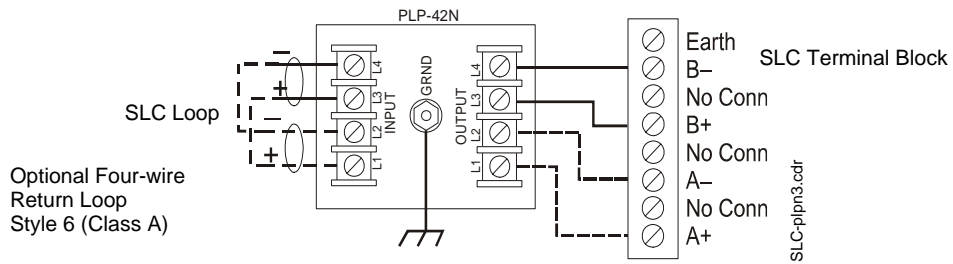 PLP-42N
SLC Loop
Optional Four-wire
Return Loop
Style 6 (Class A)
–
+
–
+
L4
L3
L2
L1
INPUT
GRND
OUTPUT
L4
L3
L2
L1
Earth
B–
No Conn
B+
No Conn
A–
No Conn
A+
SLC Terminal Block
SLC-plpn3.cdr